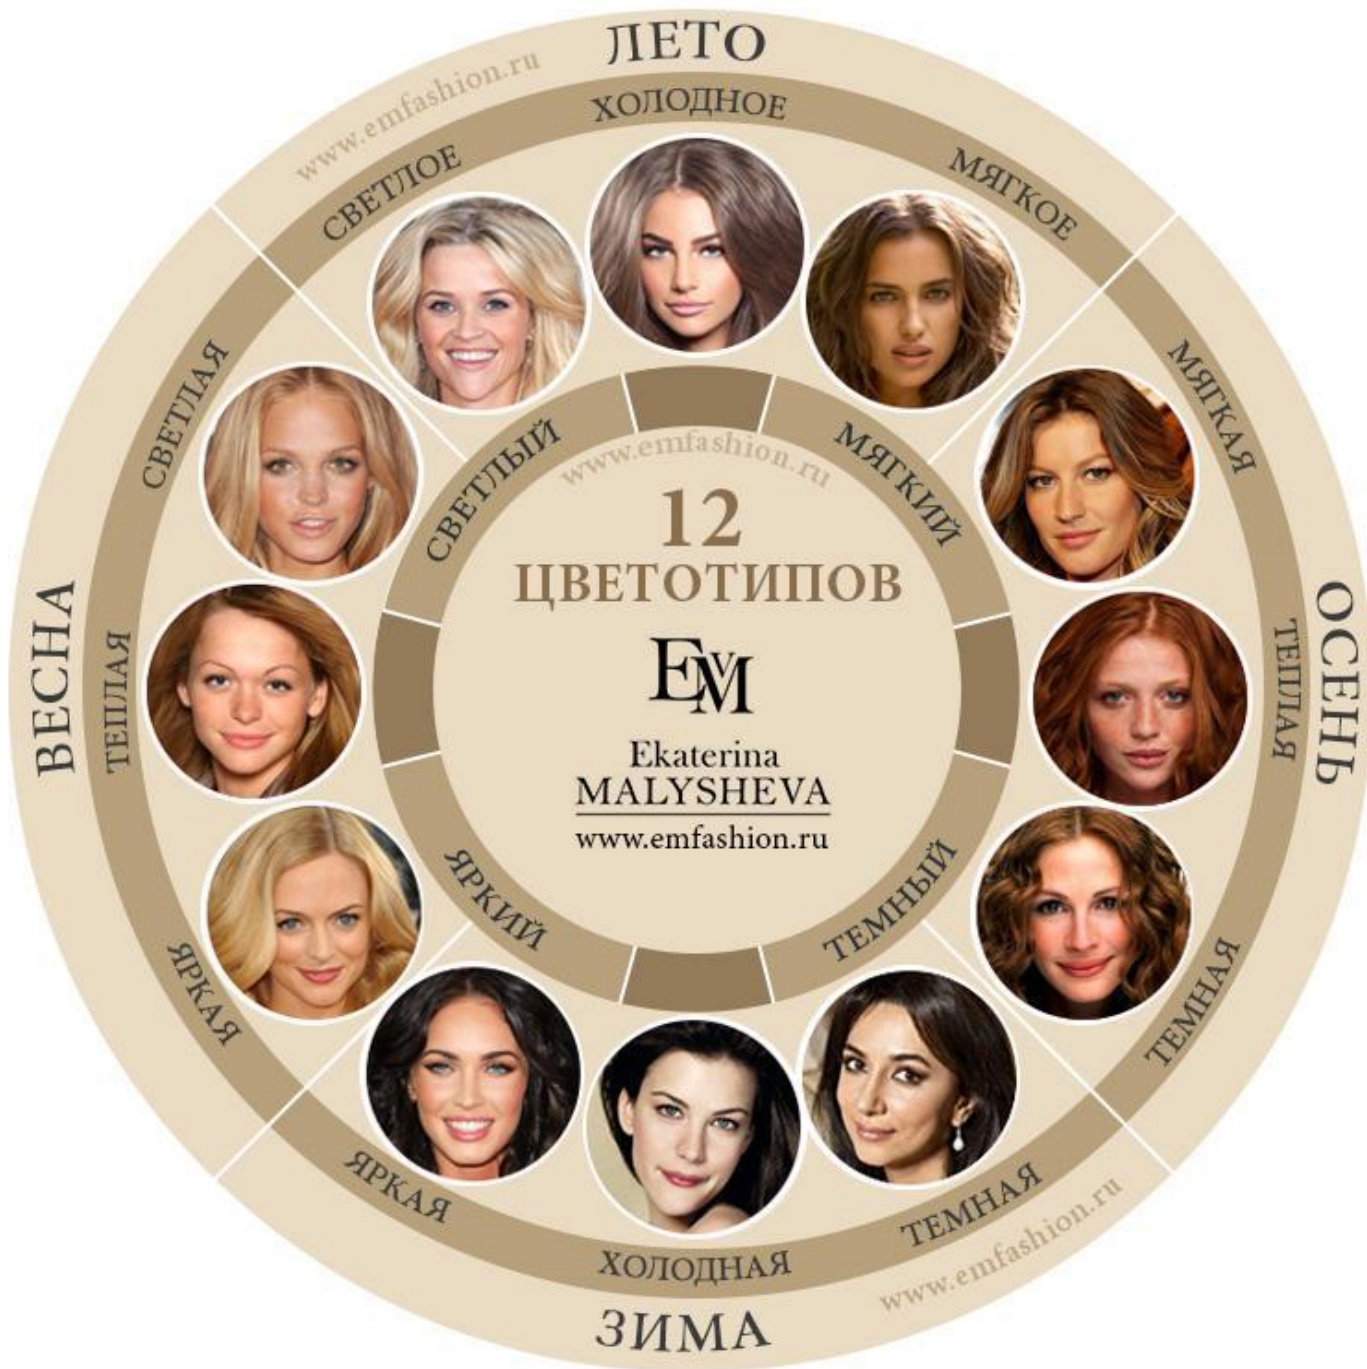 ЛЕТО
www.emfashion.ru
ХОЛОДНОЕ
СВЕТЛОЕ
МЯГКОЕ
СВЕТЛАЯ
МЯГКАЯ
СВЕТЛЫЙ
МЯГКИЙ
www.emfashion.ru
12
ЦВЕТОТИПОВ
ВЕСНА
ТЕПЛАЯ
ОСЕНЬ
ТЕПЛАЯ
EVM
Ekaterina
MALYSHEVA
www.emfashion.ru
ЯРКИЙ
ТЕМНЫЙ
ЯРКАЯ
ТЕМНАЯ
ЯРКАЯ
ТЕМНАЯ
ХОЛОДНАЯ
www.emfashion.ru
ЗИМА